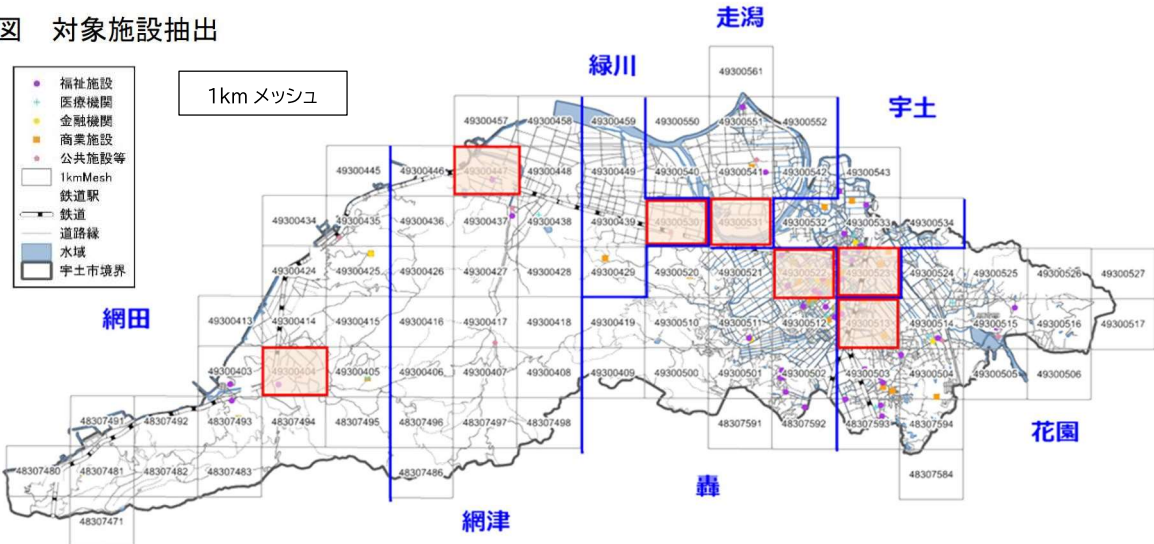 図 対象施設抽出
走潟
緑川
宇土
福祉施設
医療機関
金融機関
商業施設
公共施設等
1kmMesh
鉄道駅
鉄道
道路縁
水域
宇土市境界
1km メッシュ
49300561
49300457 49300458 49300459 49300550 49300551 49300552
49300445 49300446 49300447 49300448 49300449 49300540 49300541 49300542 49300543
49300434 49300435 49300436 49300437 49300438 49300439 49300530 49300531 49300532 49300533 49300534
49300424 49300425 49300426 49300427 49300428 49300429 49300520 49300521 49300522 49300523 49300524 49300525 49300526 49300527
網田
49300413 49300414 49300415 49300416 49300417 49300418 49300419 49300510 49300511 49300512 49300513 49300514 49300515 49300516 49300517
49300403 49300404 49300405 49300406 49300407 49300408 49300409 49300500 49300501 49300502 49300503 49300504 49300505 49300506
48307491 48307492 48307493 48307494 48307495 48307496 48307497 48307498 48307591 48307592 48307593 48307594
花園
48307480 48307481 48307482 48307483 48307486 48307584
轟
48307471
網津